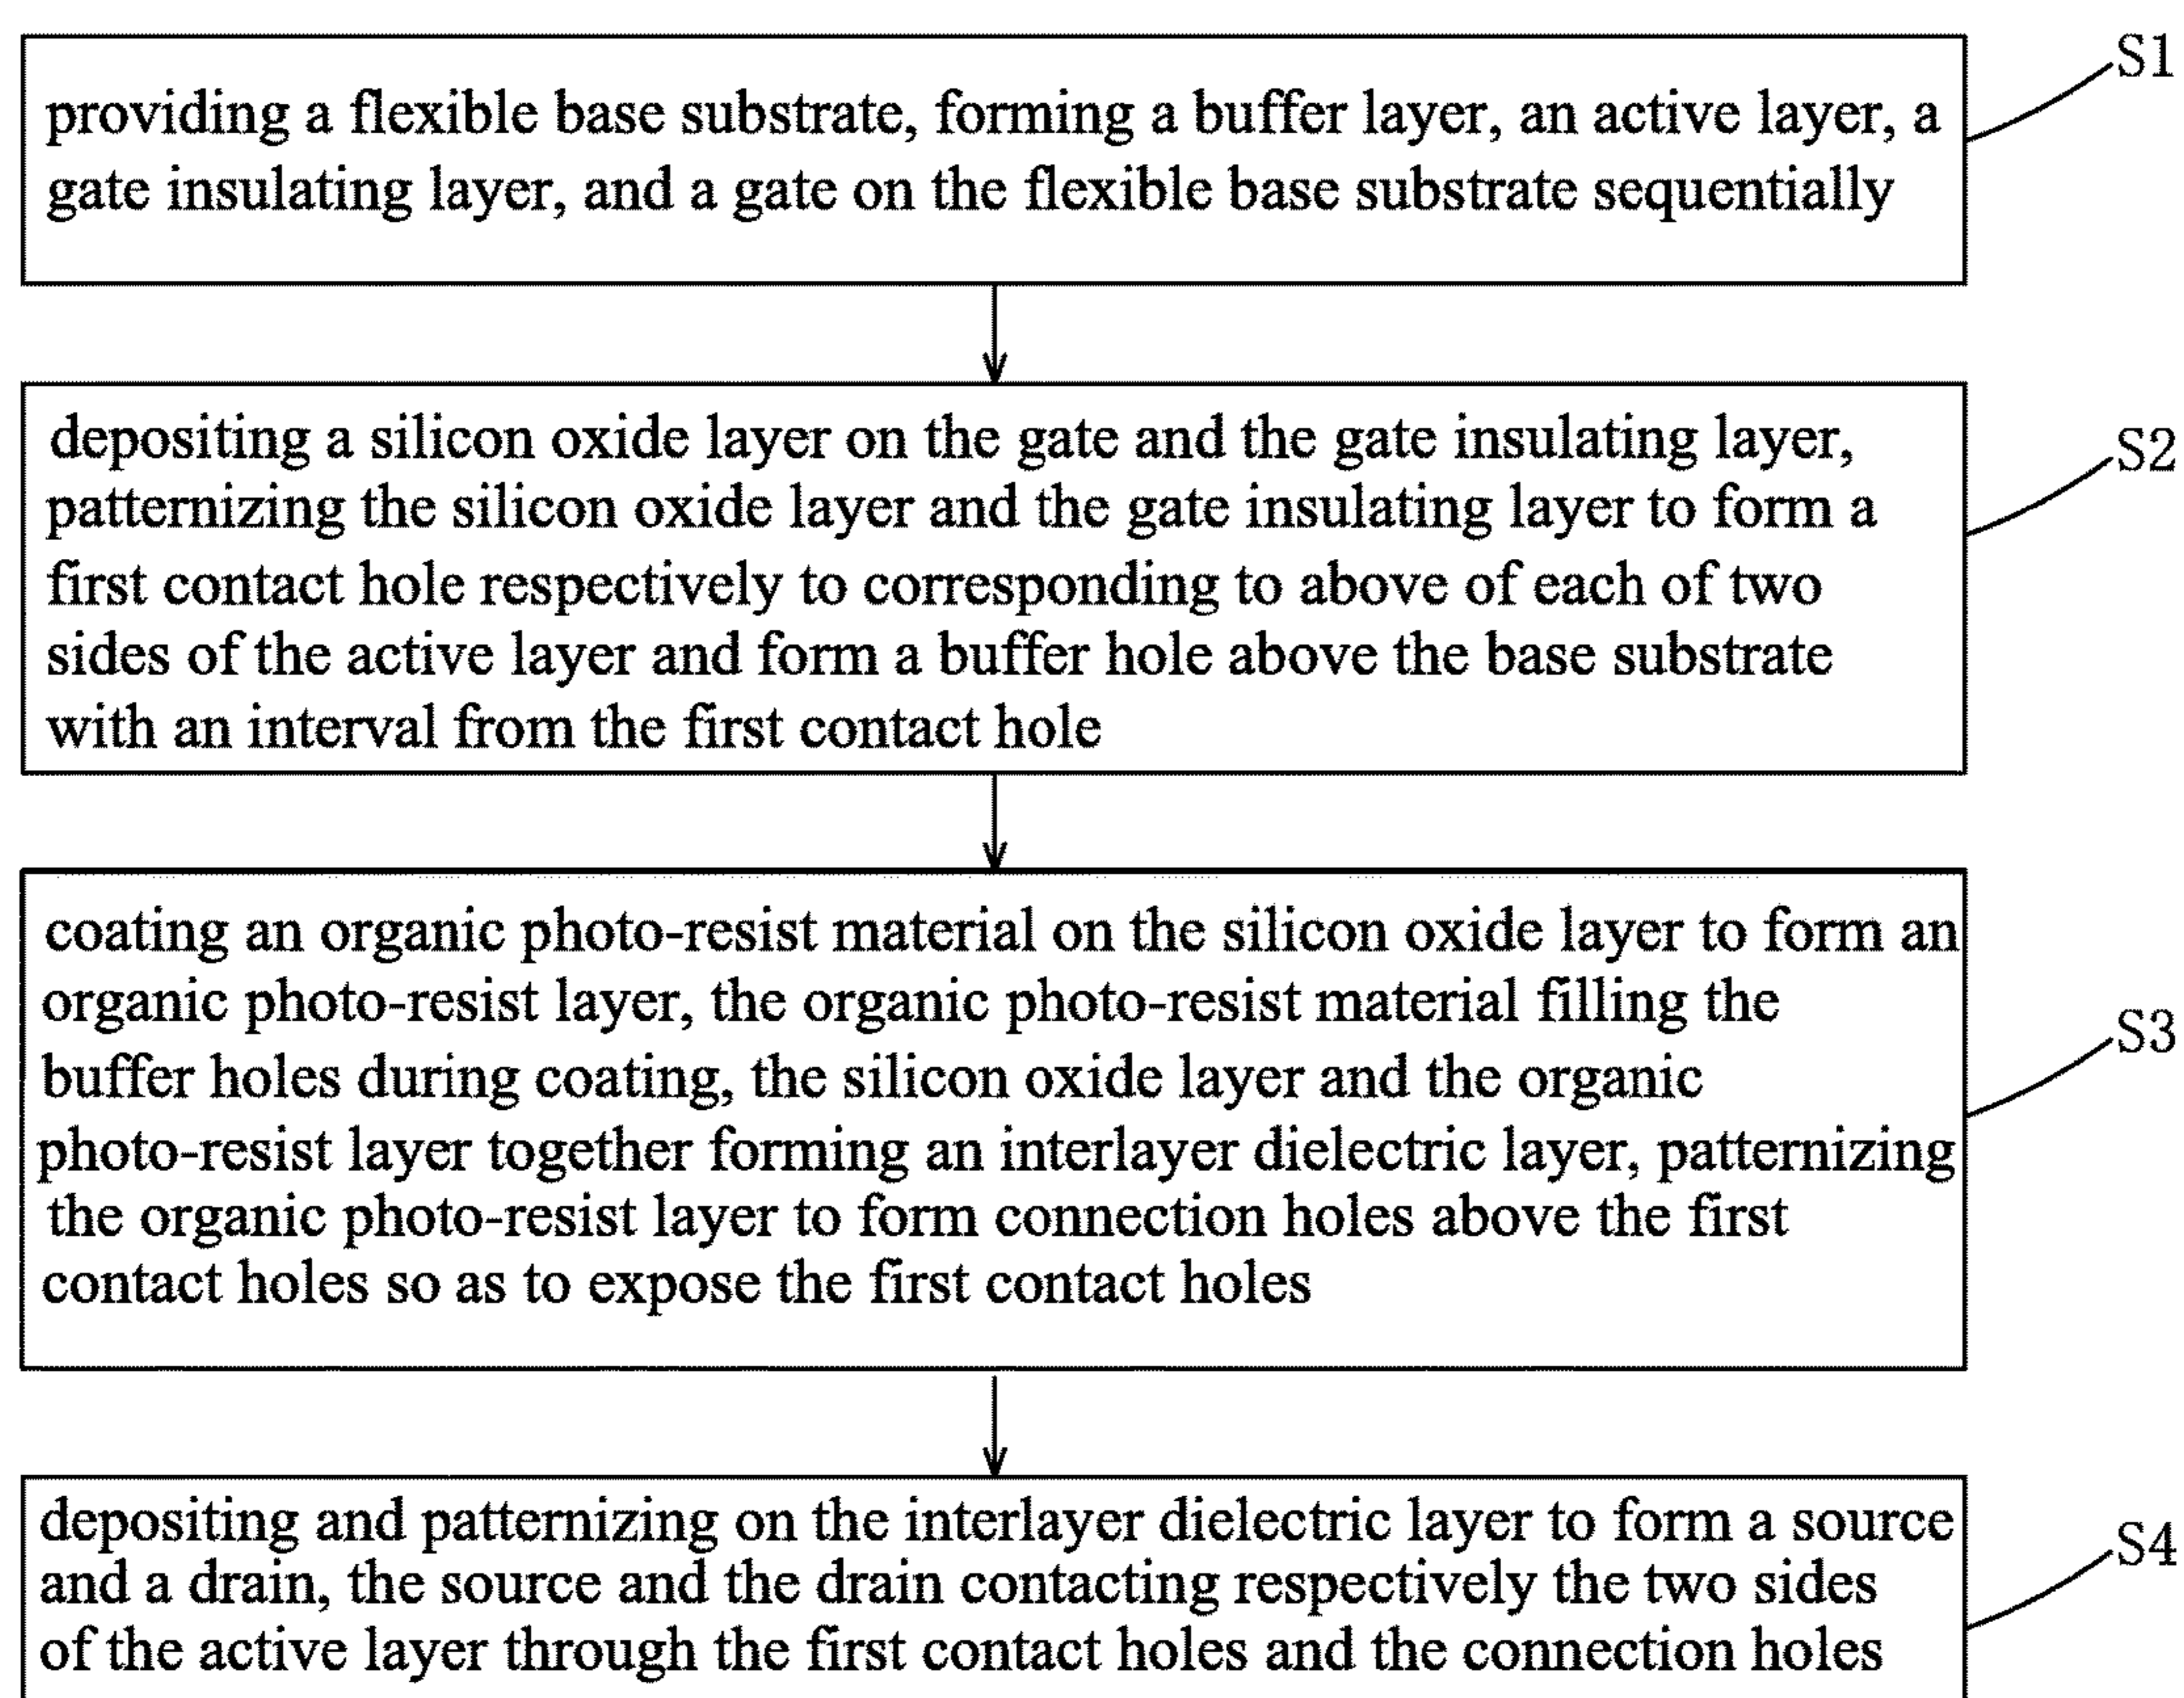 providing a flexible base substrate, forming a buffer layer, an active layer, a
gate insulating layer, and a gate on the flexible base substrate sequentially
S1
depositing a silicon oxide layer on the gate and the gate insulating layer,
patternizing the silicon oxide layer and the gate insulating layer to form a
first contact hole respectively to corresponding to above of each of two
sides of the active layer and form a buffer hole above the base substrate
with an interval from the first contact hole
S2
coating an organic photo-resist material on the silicon oxide layer to form an
organic photo-resist layer, the organic photo-resist material filling the
buffer holes during coating, the silicon oxide layer and the organic
photo-resist layer together forming an interlayer dielectric layer, patternizing
the organic photo-resist layer to form connection holes above the first
contact holes so as to expose the first contact holes
S3
depositing and patternizing on the interlayer dielectric layer to form a source
and a drain, the source and the drain contacting respectively the two sides
of the active layer through the first contact holes and the connection holes
S4